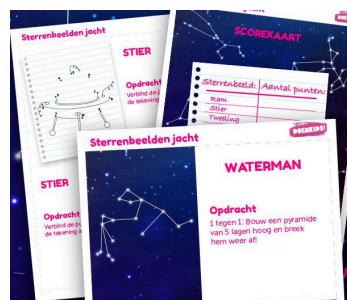 Sterrenbeelden jacht
STIER
Opdracht
Verbind de p
de tekening
STIER
Opdracht
Verbind de pu
de tekening a
SCOREKAART
DOENKIDS!
Sterrenbeeld: Aantal punten:
Ram
Stier
Tweeling
Sterrenbeelden jacht
DOENKIDS!
WATERMAN
Opdracht
1 tegen 1: Bouw een pyramide
van 5 lagen hoog en breek
hem weer af!